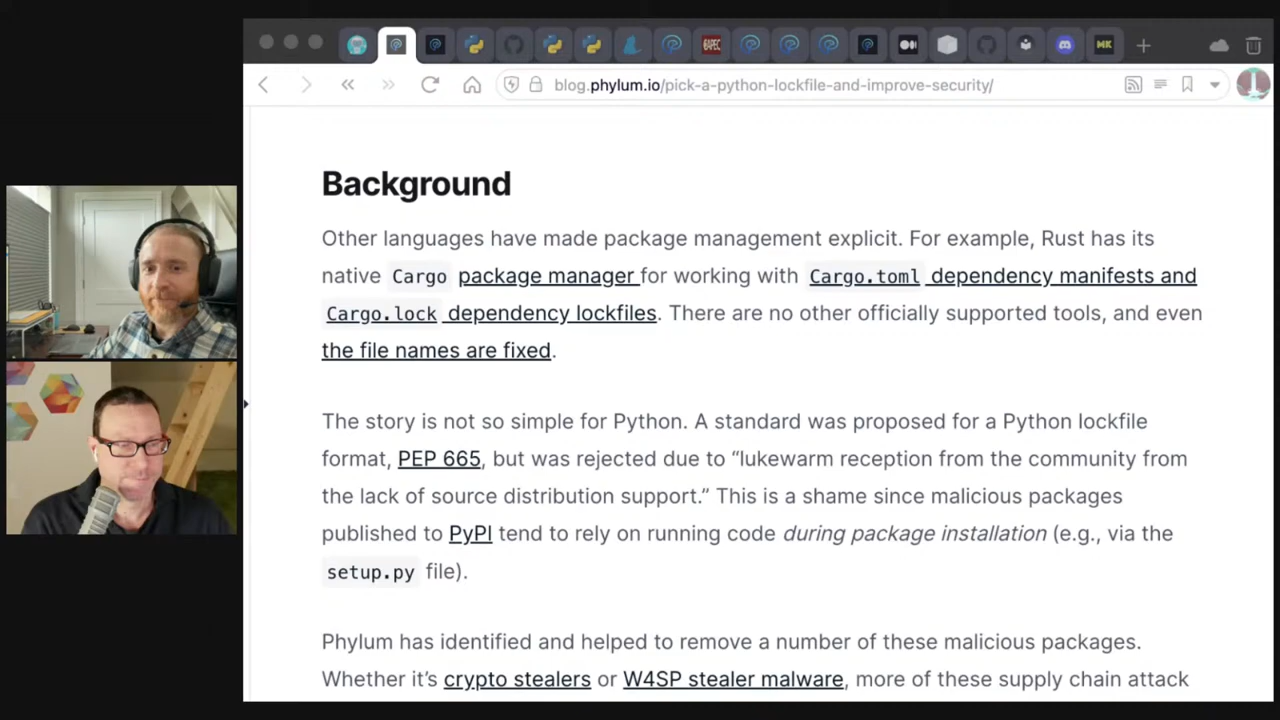 APEC
MK
blog.phylum.io/pick-a-python-lockfile-and-improve-security/
Background
Other languages have made package management explicit. For example, Rust has its
native Cargo package manager for working with Cargo.toml dependency manifests and
Cargo.lock dependency lockfiles. There are no other officially supported tools, and even
the file names are fixed.
The story is not so simple for Python. A standard was proposed for a Python lockfile
format, PEP 665, but was rejected due to “lukewarm reception from the community from
the lack of source distribution support.” This is a shame since malicious packages
published to PyPI tend to rely on running code during package installation (e.g., via the
setup.py file).
Phylum has identified and helped to remove a number of these malicious packages.
Whether it’s crypto stealers or W4SP stealer malware, more of these supply chain attack